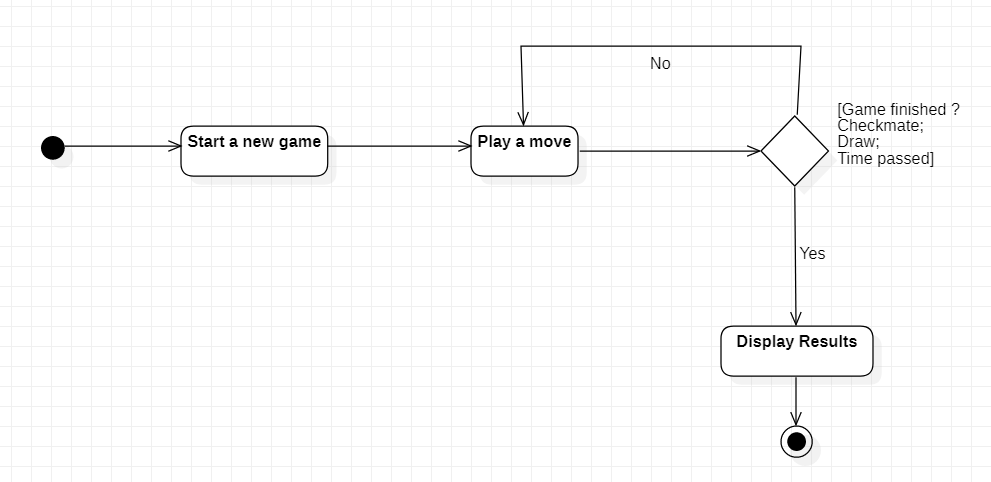 No
[Game finished ?
Checkmate;
Draw;
Time passed]
Start a new game
Play a move
Yes
Display Results